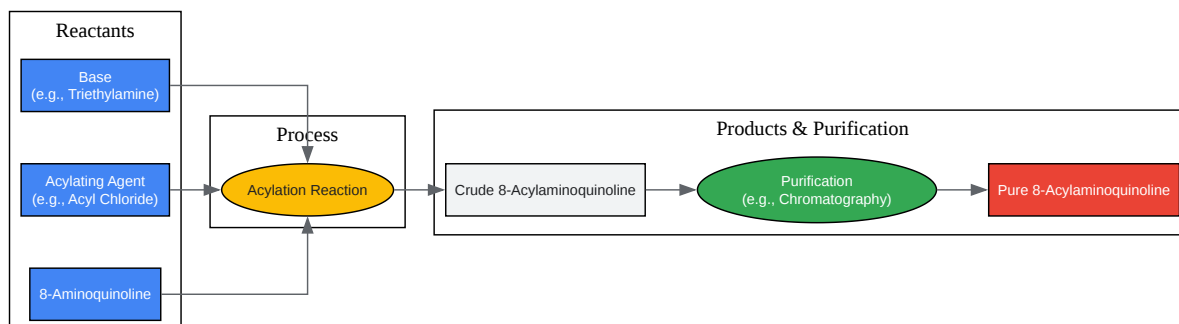 Reactants
Base
(e.g., Triethylamine)
Acylating Agent
(e.g., Acyl Chloride)
8-Aminoquinoline
Process
Acylation Reaction
Products & Purification
Crude 8-Acylaminoquinoline
Purification
(e.g., Chromatography)
Pure 8-Acylaminoquinoline